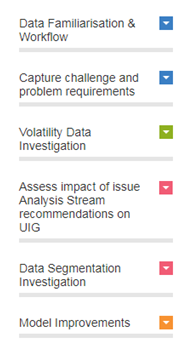 Data Familiarisation &
Workflow
Capture challenge and
problem requirements
Volatility Data
Investigation
Assess impact of issue
Analysis Stream
recommendations on
UIG
Data Segmentation
Investigation
Model Improvements